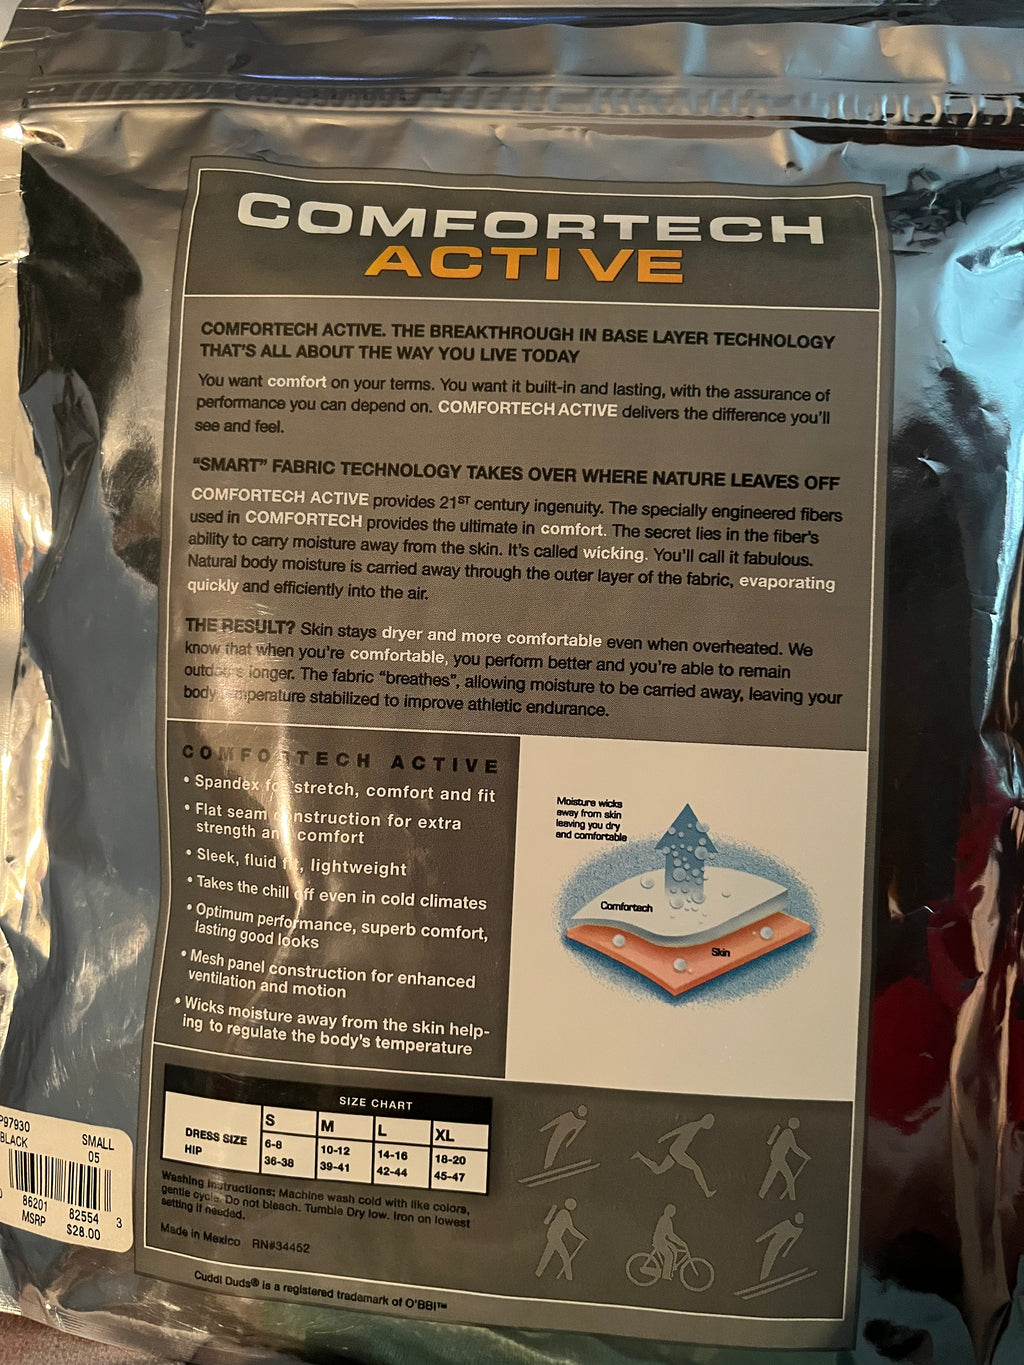 COMFORTECH
ACTIVE
COMFORTECH ACTIVE. THE BREAKTHROUGH IN BASE LAYER TECHNOLOGY
THAT'S ALL ABOUT THE WAY YOU LIVE TODAY
You want comfort on your terms. You want it built-in and lasting, with the assurance of
performance you can depend on. COMFORTECH ACTIVE delivers the difference you'll
see and feel.
"SMART" FABRIC TECHNOLOGY TAKES OVER WHERE NATURE LEAVES OFF
COMFORTECH ACTIVE provides 21ST century ingenuity. The specially engineered fibers
used in COMFORTECH provides the ultimate in comfort. The secret lies in the fiber's
ability to carry moisture away from the skin. It's called wicking. You'll call it fabulous.
Natural body moisture is carried away through the outer layer of the fabric, evaporating
quickly and efficiently into the air.
THE RESULT? Skin stays dryer and more comfortable even when overheated. We
know that when you're comfortable, you perform better and you're able to remain
outdoors longer. The fabric "breathes", allowing moisture to be carried away, leaving your
body temperature stabilized to improve athletic endurance.
COMFORTECH ACTIVE
• Spandex for stretch, comfort and fit
• Flat seam construction for extra
strength and comfort
• Sleek, fluid fit, lightweight
• Takes the chill off even in cold climates
• Optimum performance, superb comfort,
lasting good looks
• Mesh panel construction for enhanced
ventilation and motion
• Wicks moisture away from the skin help-
ing to regulate the body's temperature
Moisture wicks
away from skin
leaving you dry
and comfortable
Comfortech
Skin
SIZE CHART
S M L XL
DRESS SIZE 6-8 10-12 14-16 18-20
HIP 36-38 39-41 42-44 45-47
Washing Instructions: Machine wash cold with like colors,
gentle cycle. Do not bleach. Tumble Dry low. Iron on lowest
setting if needed.
Made in Mexico RN#34452
Cuddl Duds® is a registered trademark of O'BBI™
P97930
BLACK SMALL
05
86201 82554 3
MSRP $28.00